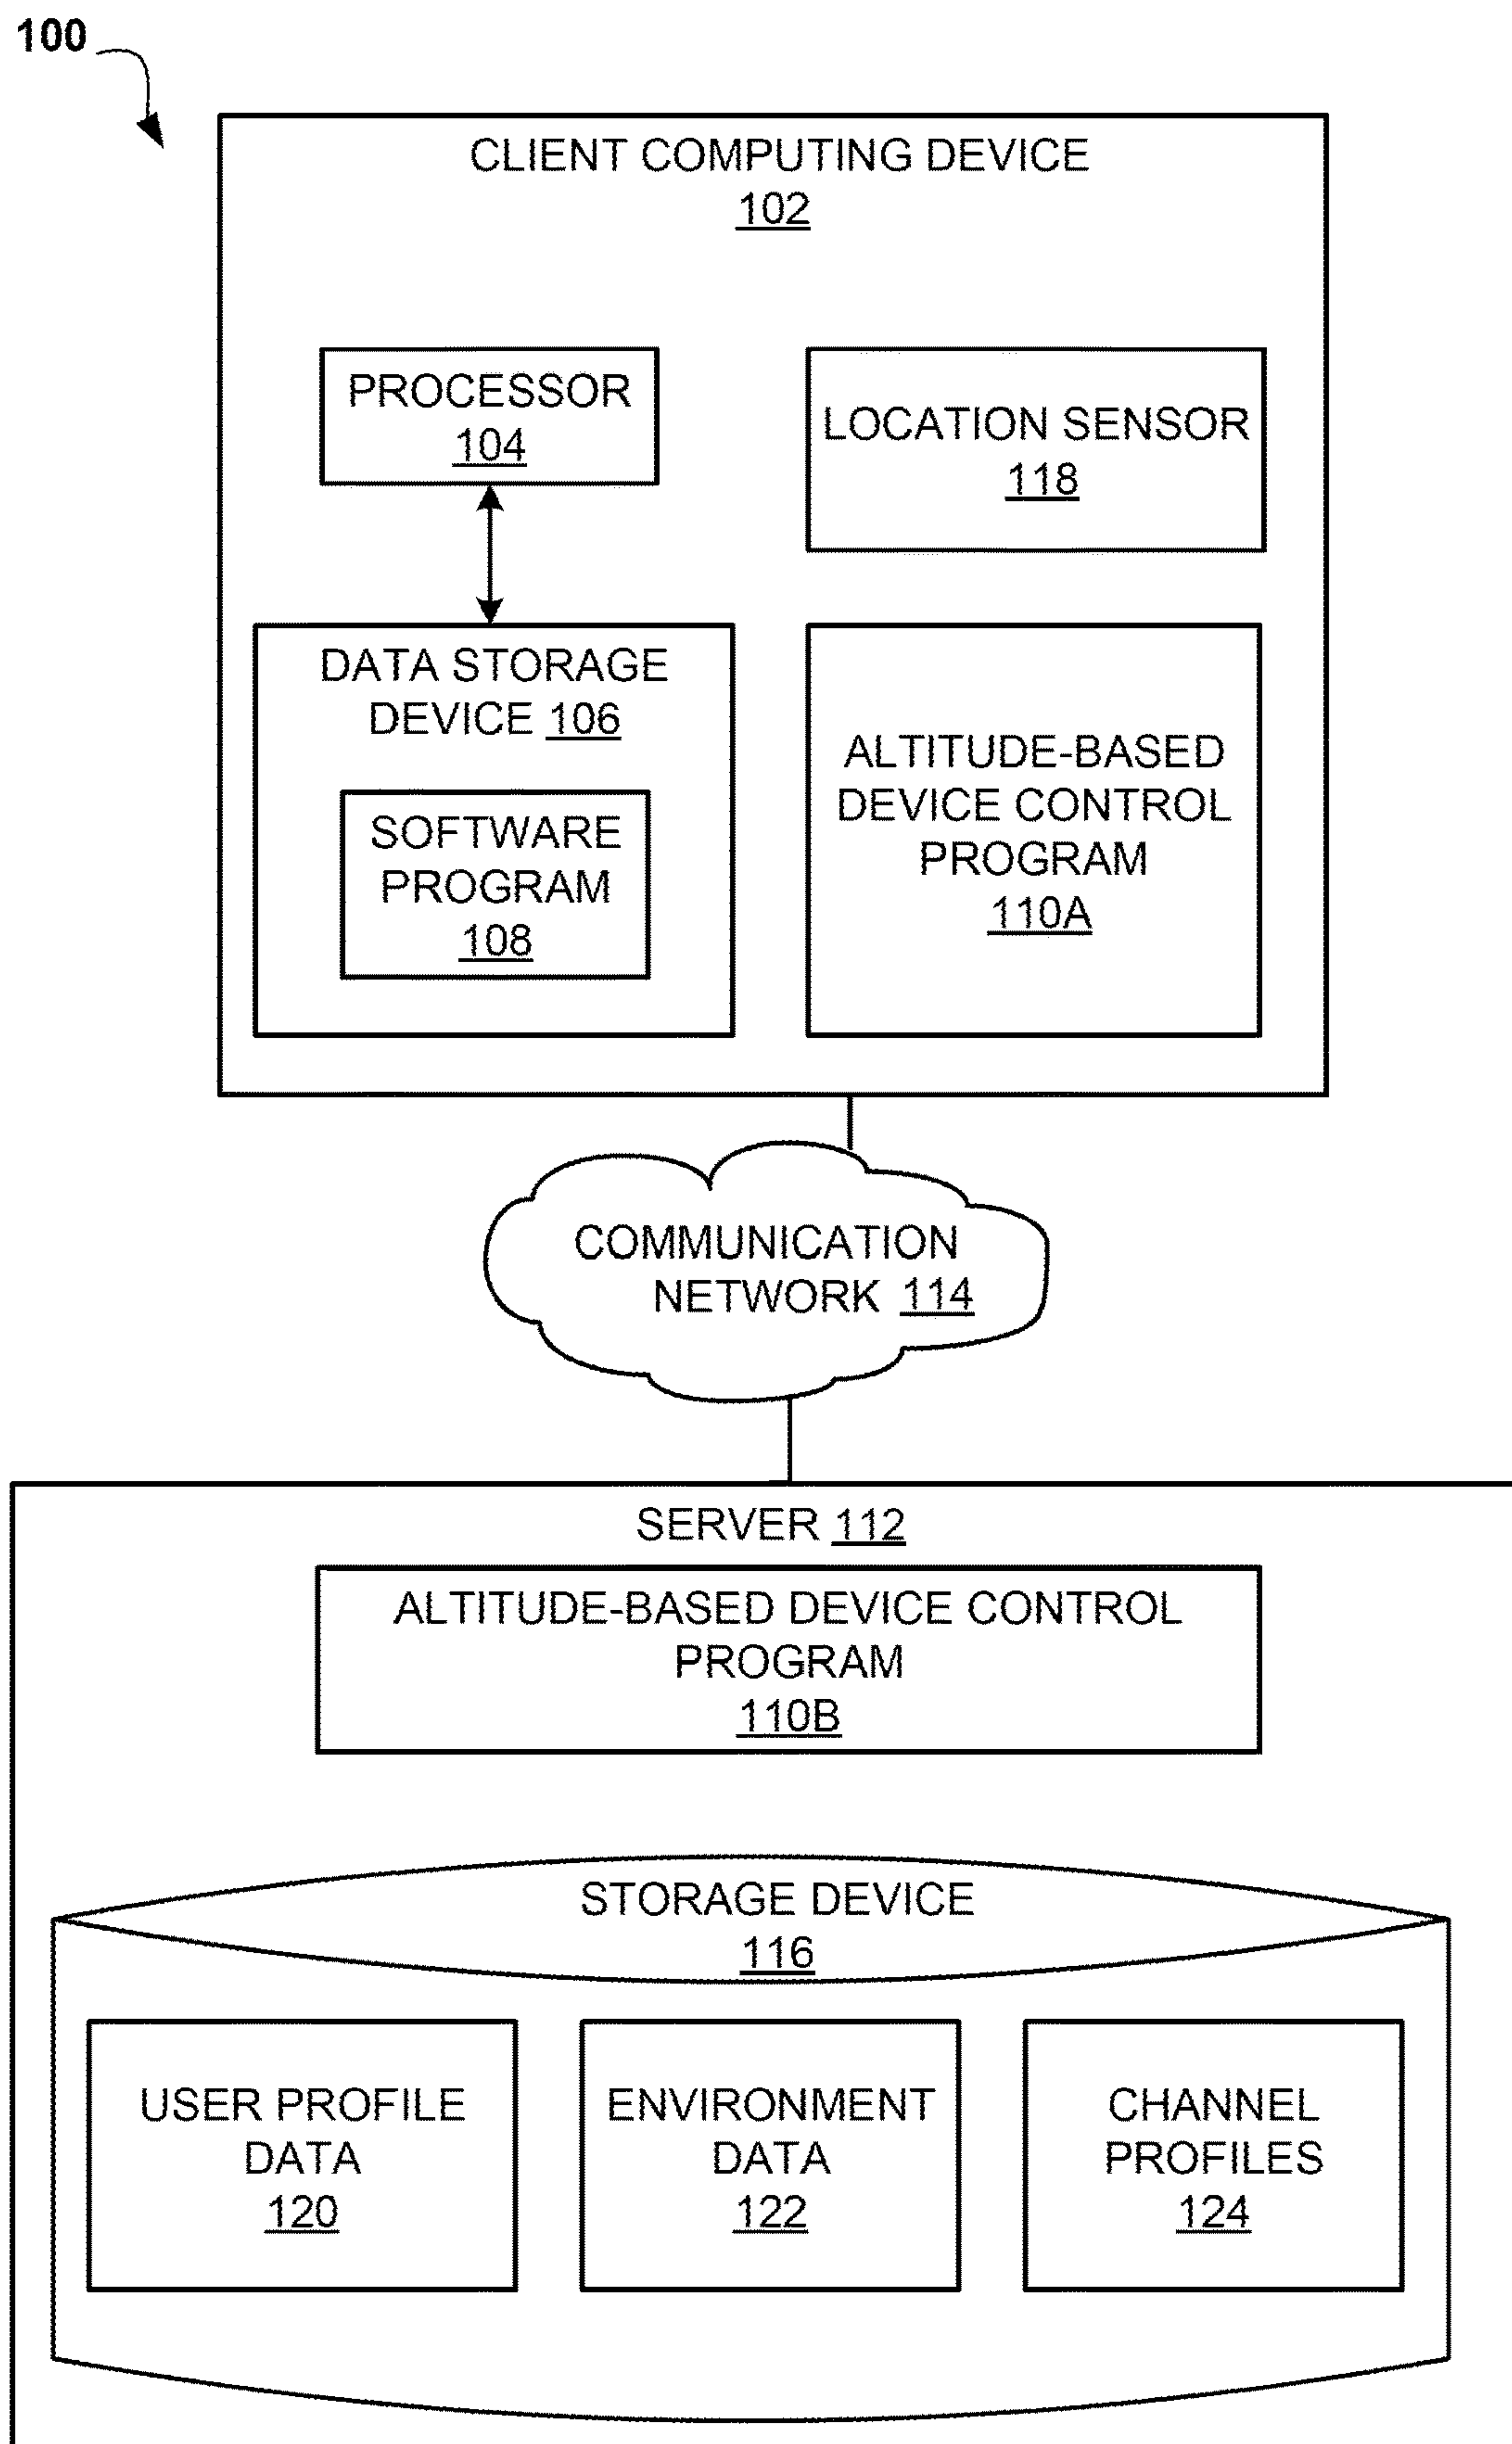 100
CLIENT COMPUTING DEVICE
102
PROCESSOR
104
LOCATION SENSOR
118
DATA STORAGE
DEVICE 106
SOFTWARE
PROGRAM
108
ALTITUDE-BASED
DEVICE CONTROL
PROGRAM
110A
COMMUNICATION
NETWORK 114
SERVER 112
ALTITUDE-BASED DEVICE CONTROL
PROGRAM
110B
STORAGE DEVICE
116
USER PROFILE
DATA
120
ENVIRONMENT
DATA
122
CHANNEL
PROFILES
124